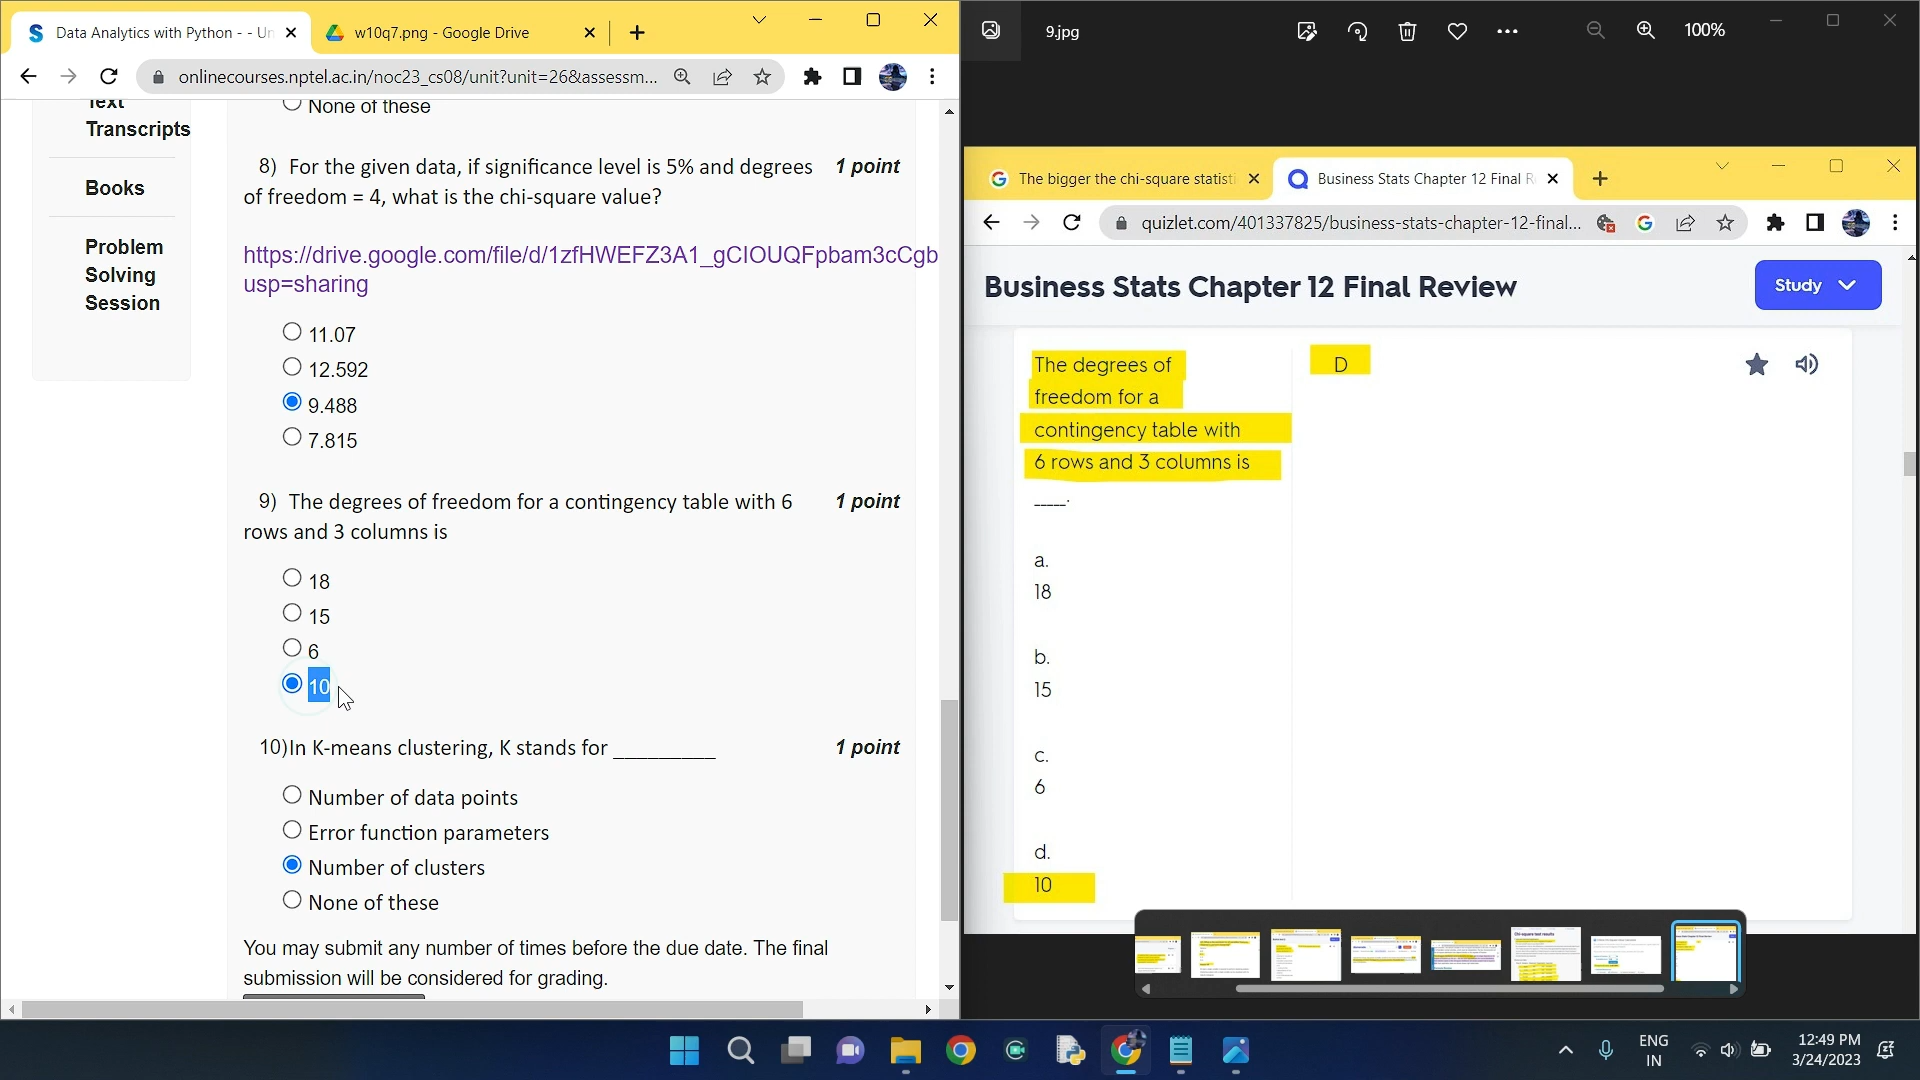 Data Analytics with Python - - Un
w10q7.png - Google Drive
onlinecourses.nptel.ac.in/noc23_cs08/unit?unit=26&assessm...
Text
Transcripts
Books
Problem
Solving
Session
None of these
8) For the given data, if significance level is 5% and degrees
of freedom = 4, what is the chi-square value?
1 point
https://drive.google.com/file/d/1zfHWEFZ3A1_gCIOUQFpbam3cCgb
usp=sharing
11.07
12.592
9.488
7.815
9) The degrees of freedom for a contingency table with 6
rows and 3 columns is
1 point
18
15
6
10
10)In K-means clustering, K stands for _________
1 point
Number of data points
Error function parameters
Number of clusters
None of these
You may submit any number of times before the due date. The final
submission will be considered for grading.
9.jpg
100%
The bigger the chi-square statisti
Business Stats Chapter 12 Final R
quizlet.com/401337825/business-stats-chapter-12-final...
Business Stats Chapter 12 Final Review
Study
The degrees of
freedom for a
contingency table with
6 rows and 3 columns is
_____.
a.
18
b.
15
c.
6
d.
10
D
ENG
IN
12:49 PM
3/24/2023